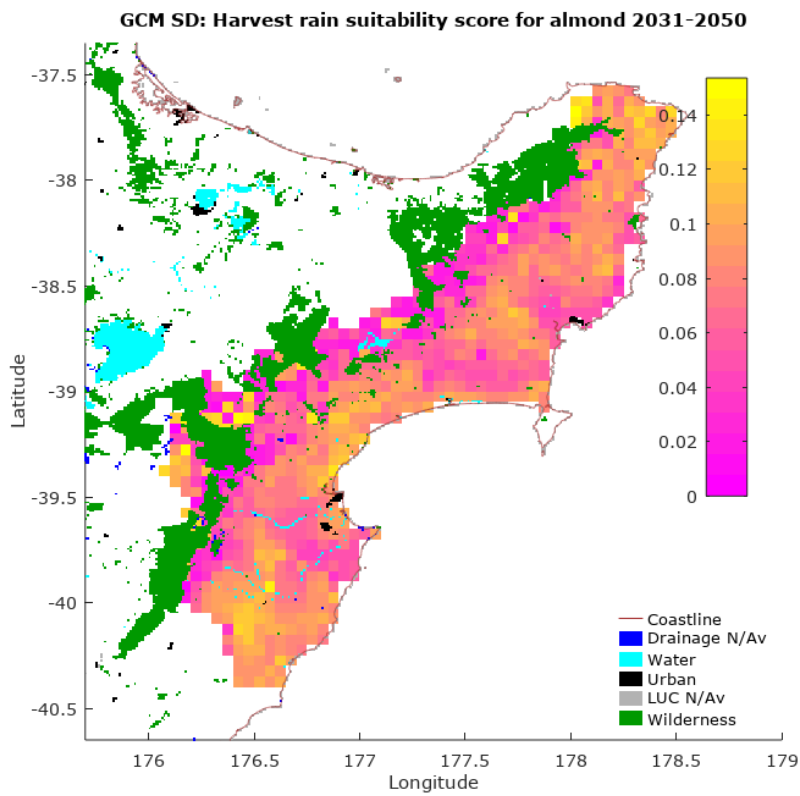 GCM SD: Harvest rain suitability score for almond 2031-2050
-37.5
-38
-38.5
-39
-39.5
-40
-40.5
Latitude
176
176.5
177
177.5
178
178.5
179
Longitude
0.14
0.12
0.1
0.08
0.06
0.04
0.02
0
Coastline
Drainage N/Av
Water
Urban
LUC N/Av
Wilderness